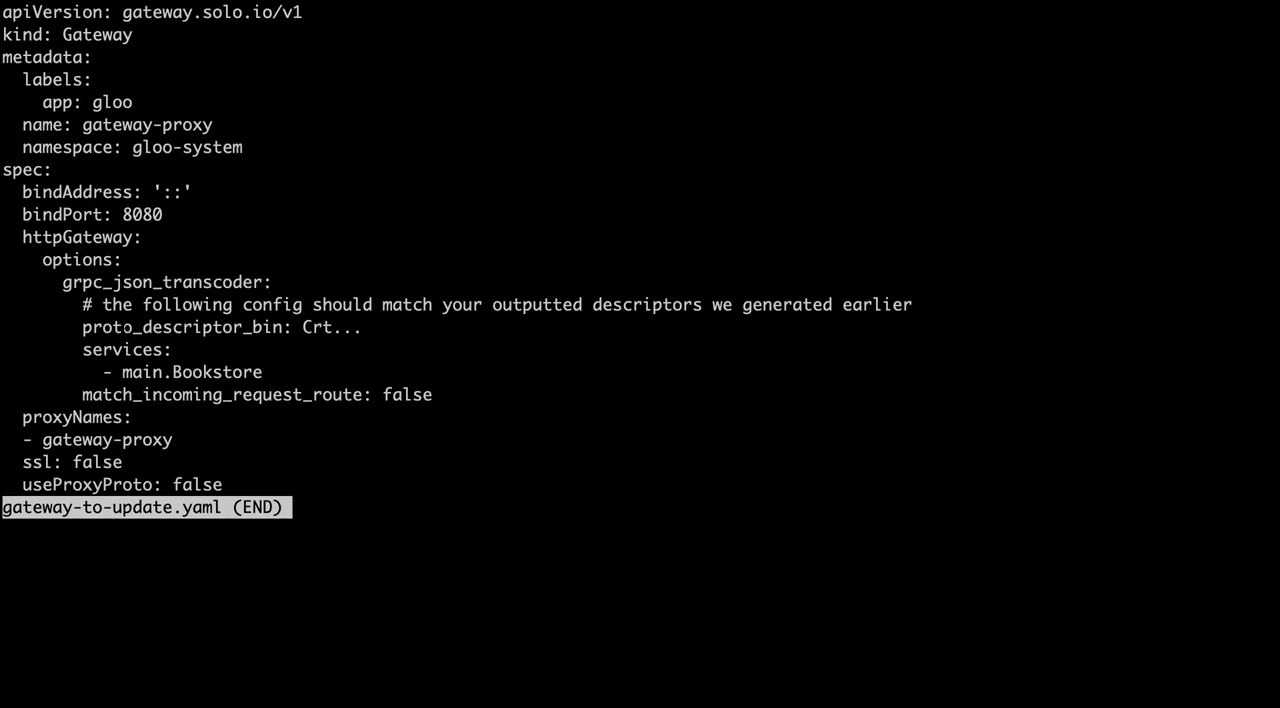 apiVersion: gateway.solo.io/v1
kind: Gateway
metadata:
  labels:
    app: gloo
  name: gateway-proxy
  namespace: gloo-system
spec:
  bindAddress: '::'
  bindPort: 8080
  httpGateway:
    options:
      grpc_json_transcoder:
        # the following config should match your outputted descriptors we generated earlier
        proto_descriptor_bin: Crt...
        services:
          - main.Bookstore
        match_incoming_request_route: false
  proxyNames:
  - gateway-proxy
  ssl: false
  useProxyProto: false
gateway-to-update.yaml (END)